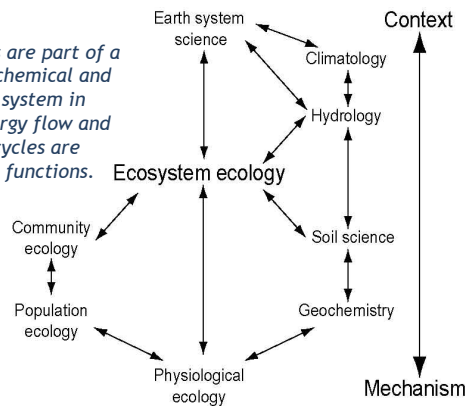 s are part of a
chemical and
system in
rgy flow and
ycles are
functions.
Earth system
science
Context
Climatology
Hydrology
Ecosystem ecology
Community
ecology
Soil science
Population
ecology
Geochemistry
Physiological
ecology
Mechanism